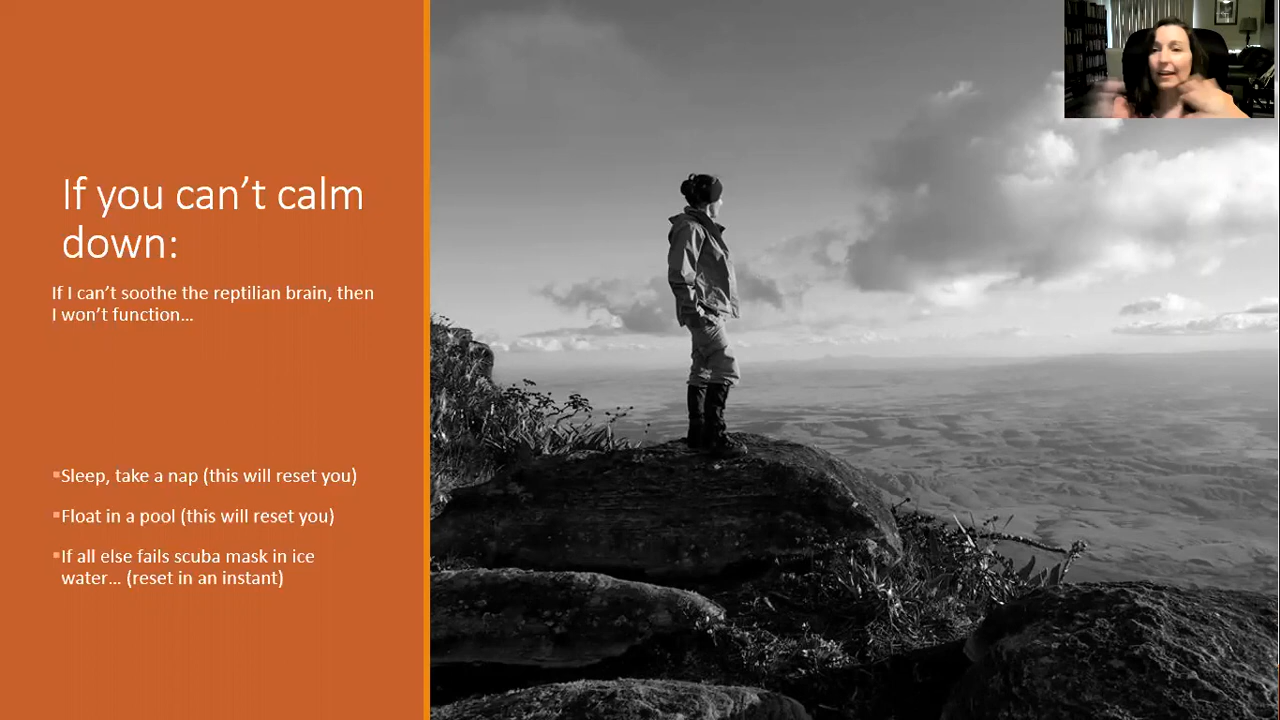 If you can’t calm
down:
If I can’t soothe the reptilian brain, then
I won’t function…
▪Sleep, take a nap (this will reset you)
▪Float in a pool (this will reset you)
▪If all else fails scuba mask in ice
water… (reset in an instant)